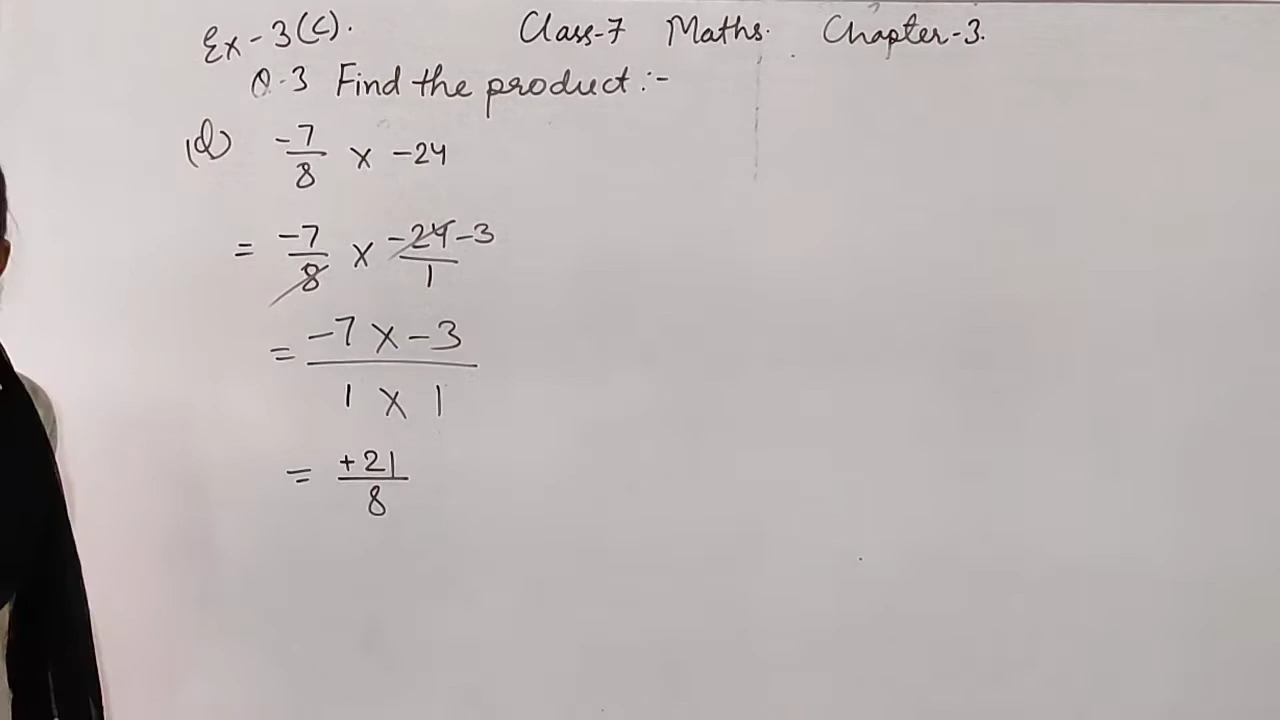 Ex-3(c). Class-7 Maths. Chapter-3.
Q.3 Find the product :-
(d) -7/8 × -24
= -7/8 × -24/1 -3
= -7 × -3 / 1 × 1
= +21/8